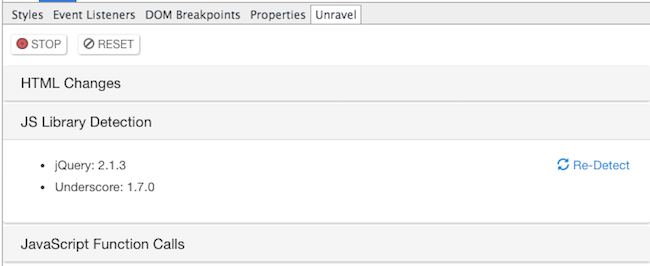 Styles Event Listeners DOM Breakpoints Properties Unravel
STOP RESET
HTML Changes
JS Library Detection
jQuery: 2.1.3 Re-Detect
Underscore: 1.7.0
JavaScript Function Calls